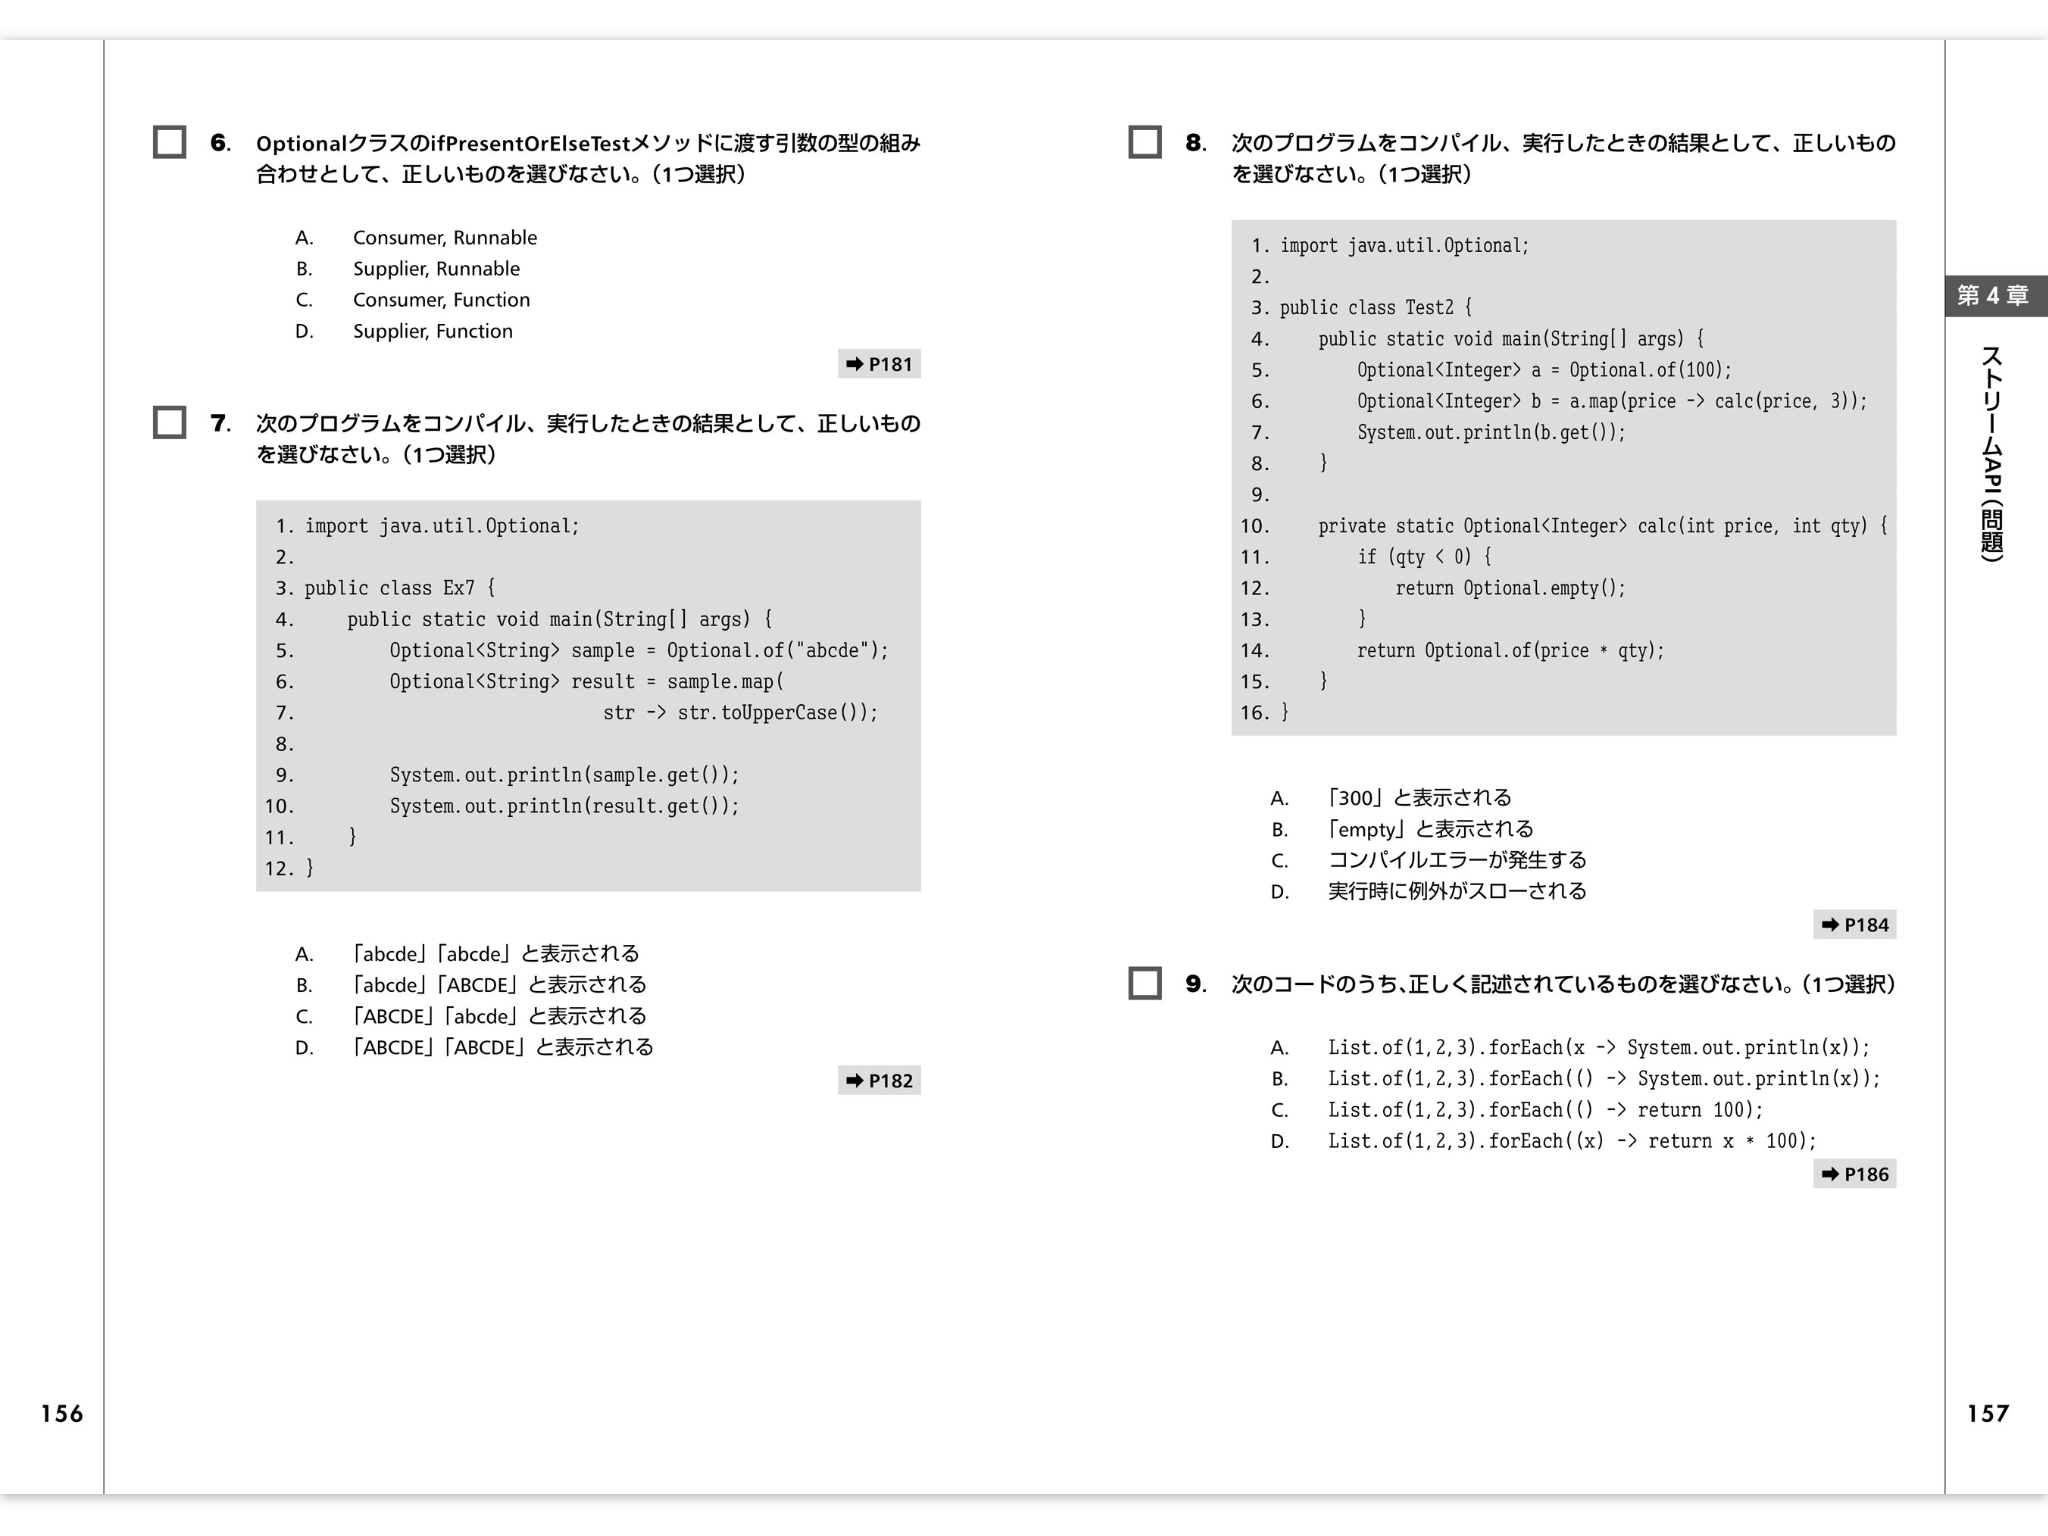 6. OptionalクラスのifPresentOrElseTestメソッドに渡す引数の型の組み
合わせとして、正しいものを選びなさい。（1つ選択）
A. Consumer, Runnable
B. Supplier, Runnable
C. Consumer, Function
D. Supplier, Function
➡ P181
7. 次のプログラムをコンパイル、実行したときの結果として、正しいもの
を選びなさい。（1つ選択）
1. import java.util.Optional;
2.
3. public class Ex7 {
4.     public static void main(String[] args) {
5.         Optional<String> sample = Optional.of("abcde");
6.         Optional<String> result = sample.map(
7.                             str -> str.toUpperCase());
8.
9.         System.out.println(sample.get());
10.         System.out.println(result.get());
11.     }
12. }
A. 「abcde」「abcde」と表示される
B. 「abcde」「ABCDE」と表示される
C. 「ABCDE」「abcde」と表示される
D. 「ABCDE」「ABCDE」と表示される
➡ P182
156
8. 次のプログラムをコンパイル、実行したときの結果として、正しいもの
を選びなさい。（1つ選択）
1. import java.util.Optional;
2.
3. public class Test2 {
4.     public static void main(String[] args) {
5.         Optional<Integer> a = Optional.of(100);
6.         Optional<Integer> b = a.map(price -> calc(price, 3));
7.         System.out.println(b.get());
8.     }
9.
10.     private static Optional<Integer> calc(int price, int qty) {
11.         if (qty < 0) {
12.             return Optional.empty();
13.         }
14.         return Optional.of(price * qty);
15.     }
16. }
A. 「300」と表示される
B. 「empty」と表示される
C. コンパイルエラーが発生する
D. 実行時に例外がスローされる
➡ P184
9. 次のコードのうち、正しく記述されているものを選びなさい。（1つ選択）
A. List.of(1,2,3).forEach(x -> System.out.println(x));
B. List.of(1,2,3).forEach(() -> System.out.println(x));
C. List.of(1,2,3).forEach(() -> return 100);
D. List.of(1,2,3).forEach((x) -> return x * 100);
➡ P186
第4章
ストリームAPI（問題）
157